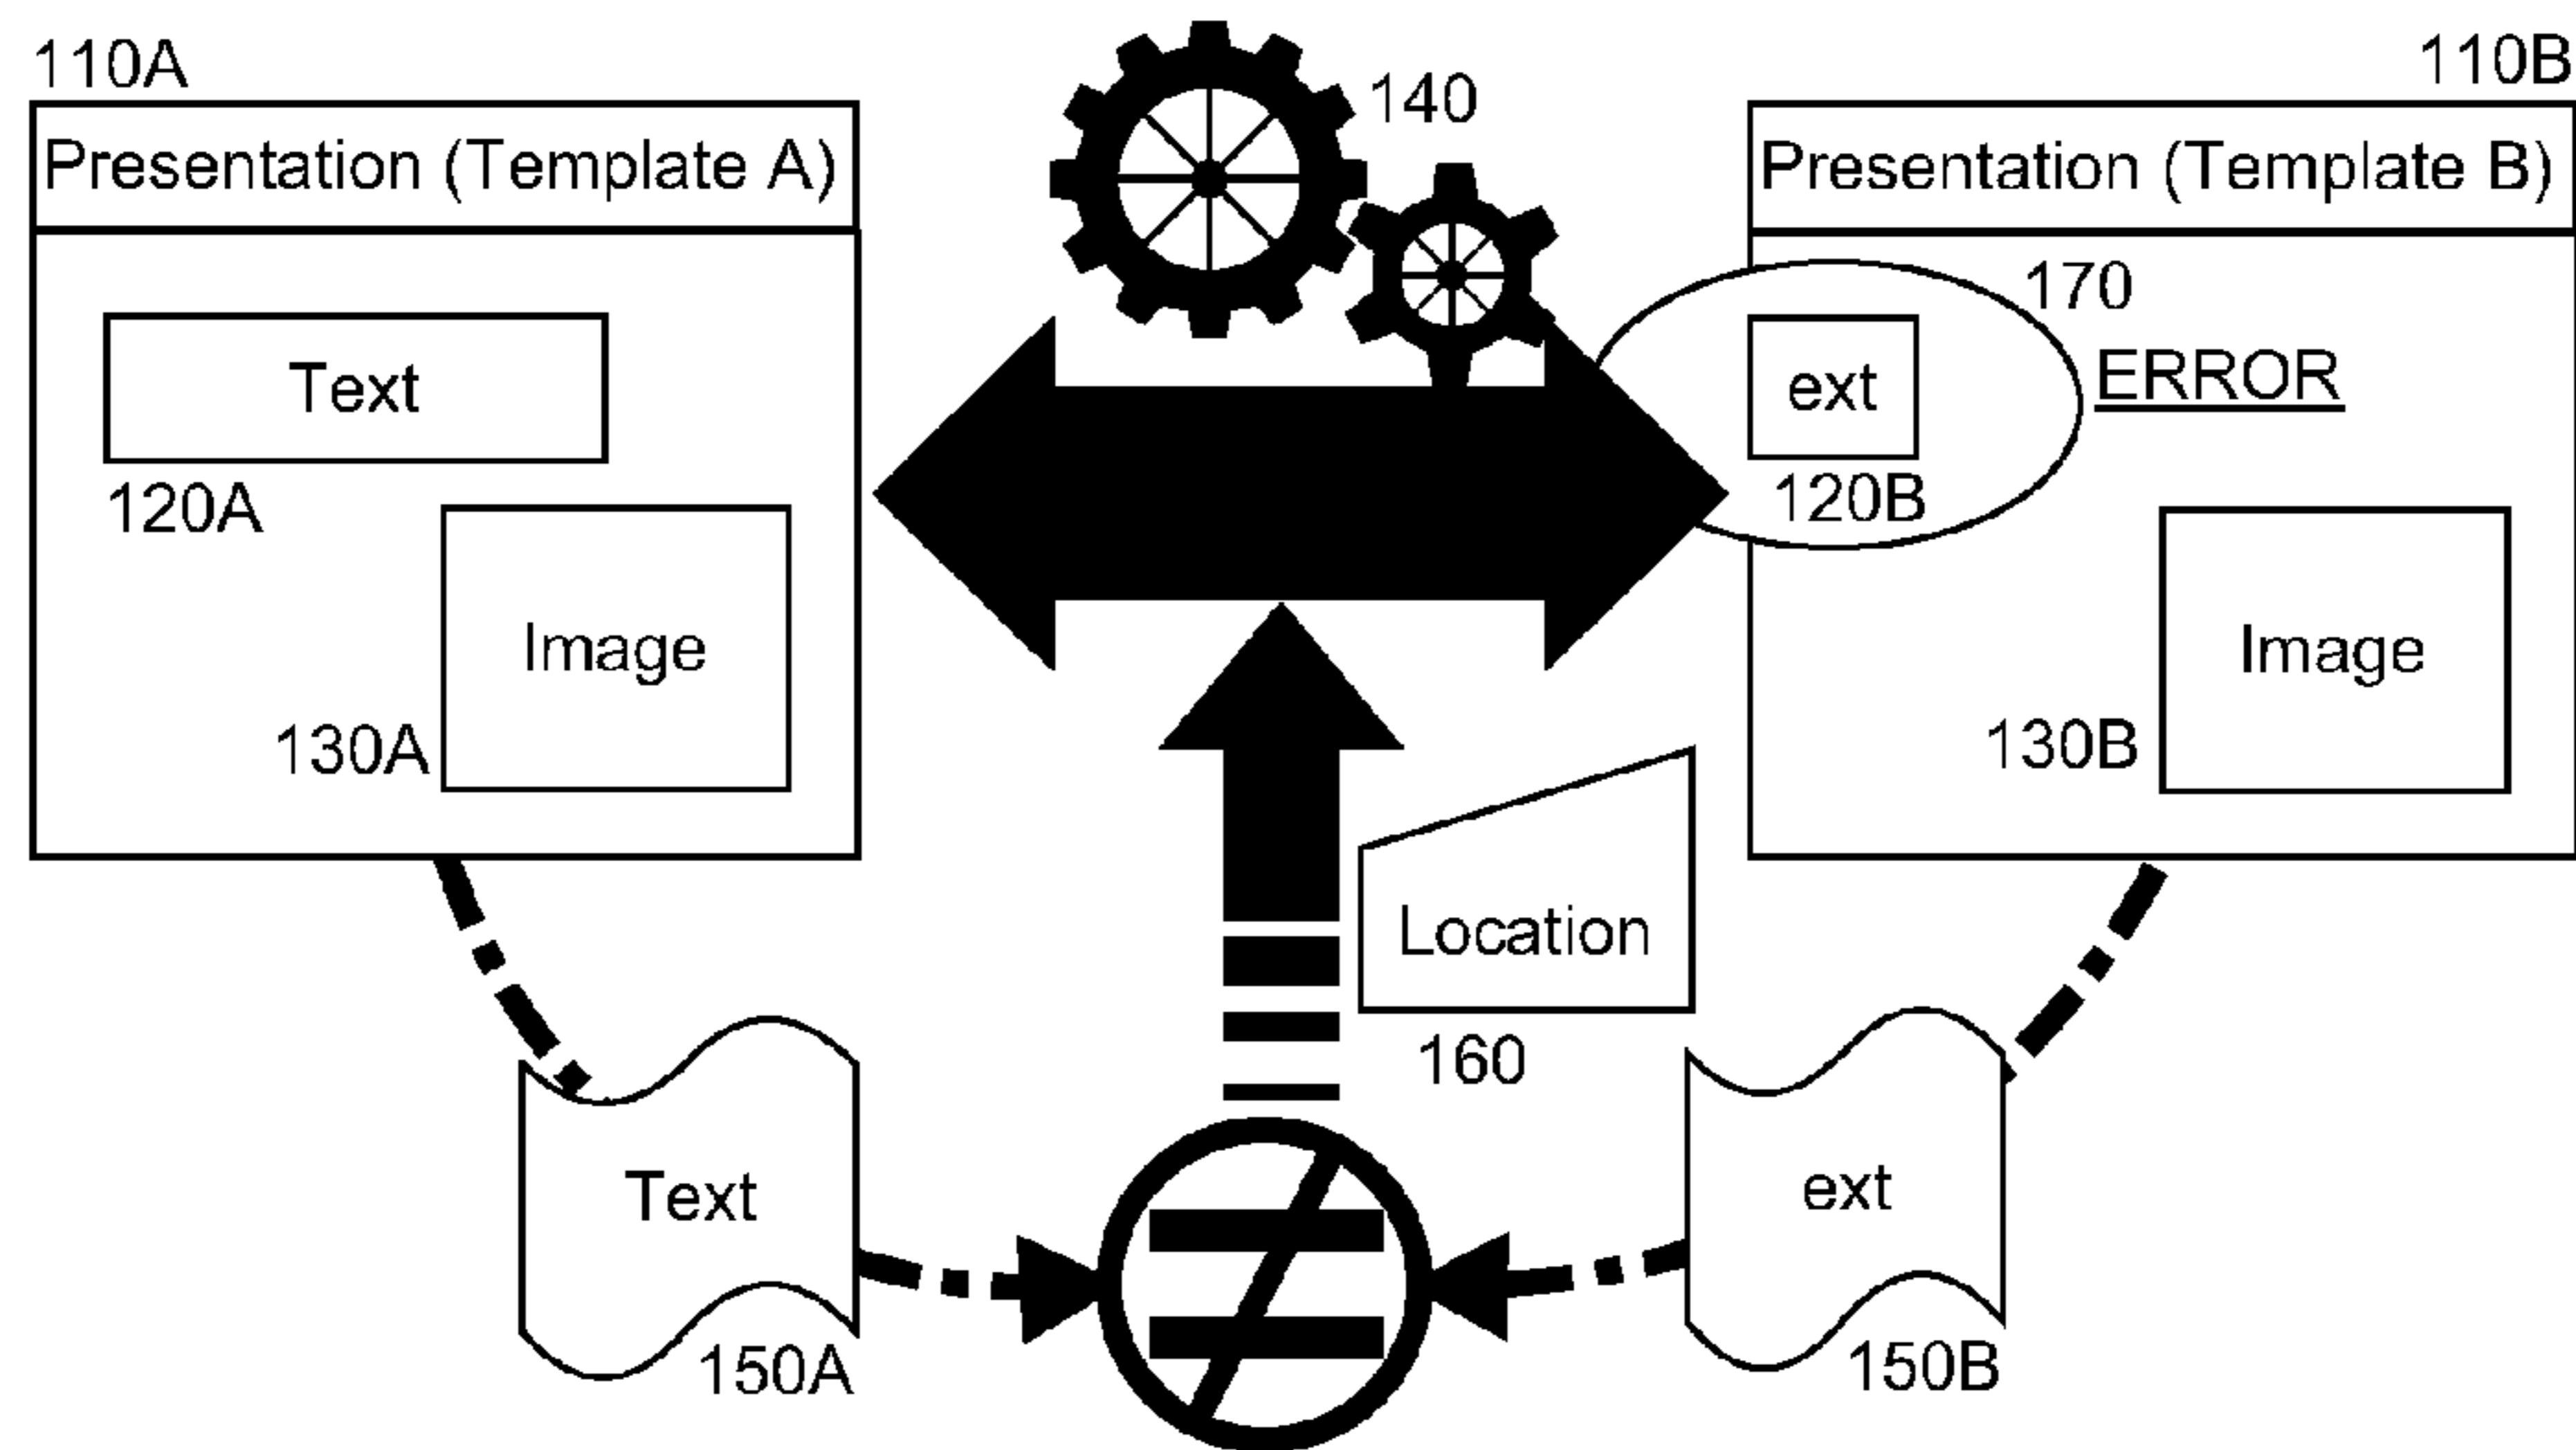 110A
140
110B
Presentation (Template A)
Presentation (Template B)
170
Text
ext
ERROR
120A
120B
Image
Image
130A
130B
Location
160
Text
ext
150A
150B